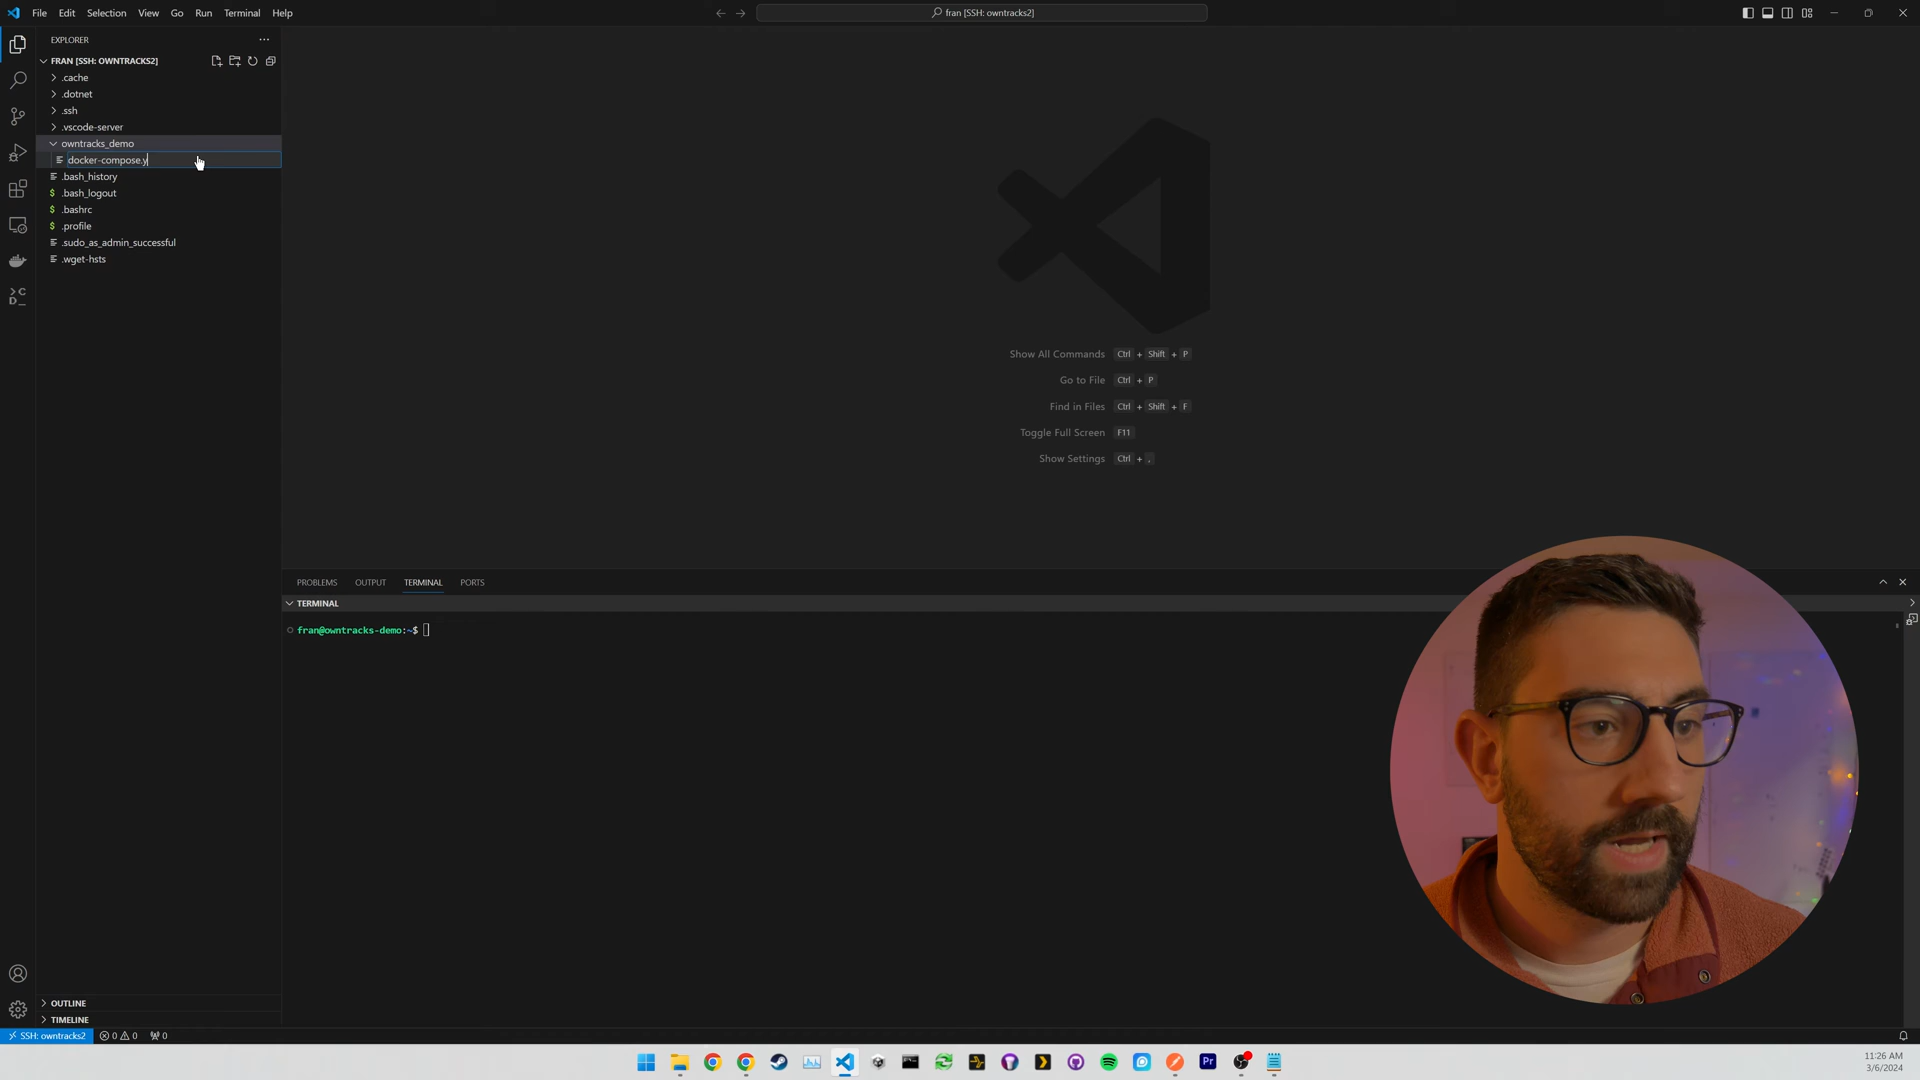 File Edit Selection View Go Run Terminal Help
fran [SSH: owntracks2]
EXPLORER
FRAN [SSH: OWNTRACKS2]
.cache
.dotnet
.ssh
.vscode-server
owntracks_demo
docker-compose.y
.bash_history
$ .bash_logout
$ .bashrc
$ .profile
.sudo_as_admin_successful
.wget-hsts
Show All Commands Ctrl + Shift + P
Go to File Ctrl + P
Find in Files Ctrl + Shift + F
Toggle Full Screen F11
Show Settings Ctrl + ,
PROBLEMS OUTPUT TERMINAL PORTS
TERMINAL
fran@owntracks-demo:~$
OUTLINE
TIMELINE
SSH: owntracks2 0 0 0
Pr
11:26 AM
3/6/2024